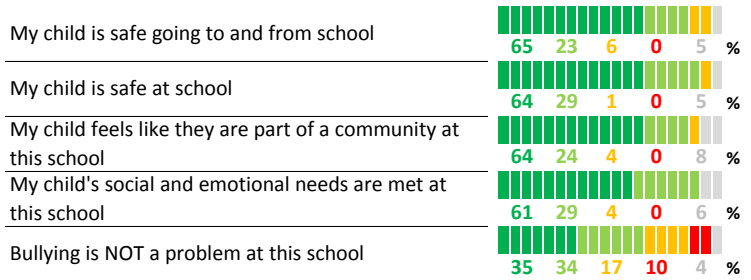 My child is safe going to and from school
65 23 6 0 5 %
My child is safe at school
64 29 1 0 5 %
My child feels like they are part of a community at
this school
64 24 4 0 8 %
My child's social and emotional needs are met at
this school
61 29 4 0 6 %
Bullying is NOT a problem at this school
35 34 17 10 4 %